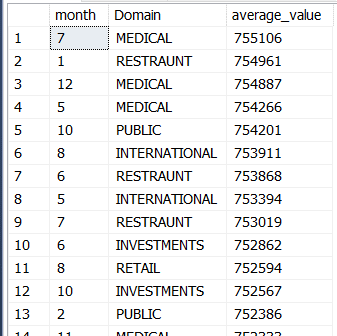 month Domain average_value
1 7 MEDICAL 755106
2 1 RESTRAUNT 754961
3 12 MEDICAL 754887
4 5 MEDICAL 754266
5 10 PUBLIC 754201
6 8 INTERNATIONAL 753911
7 6 RESTRAUNT 753868
8 5 INTERNATIONAL 753394
9 7 RESTRAUNT 753019
10 6 INVESTMENTS 752862
11 8 RETAIL 752594
12 10 INVESTMENTS 752567
13 2 PUBLIC 752386
14 11 MEDICAL